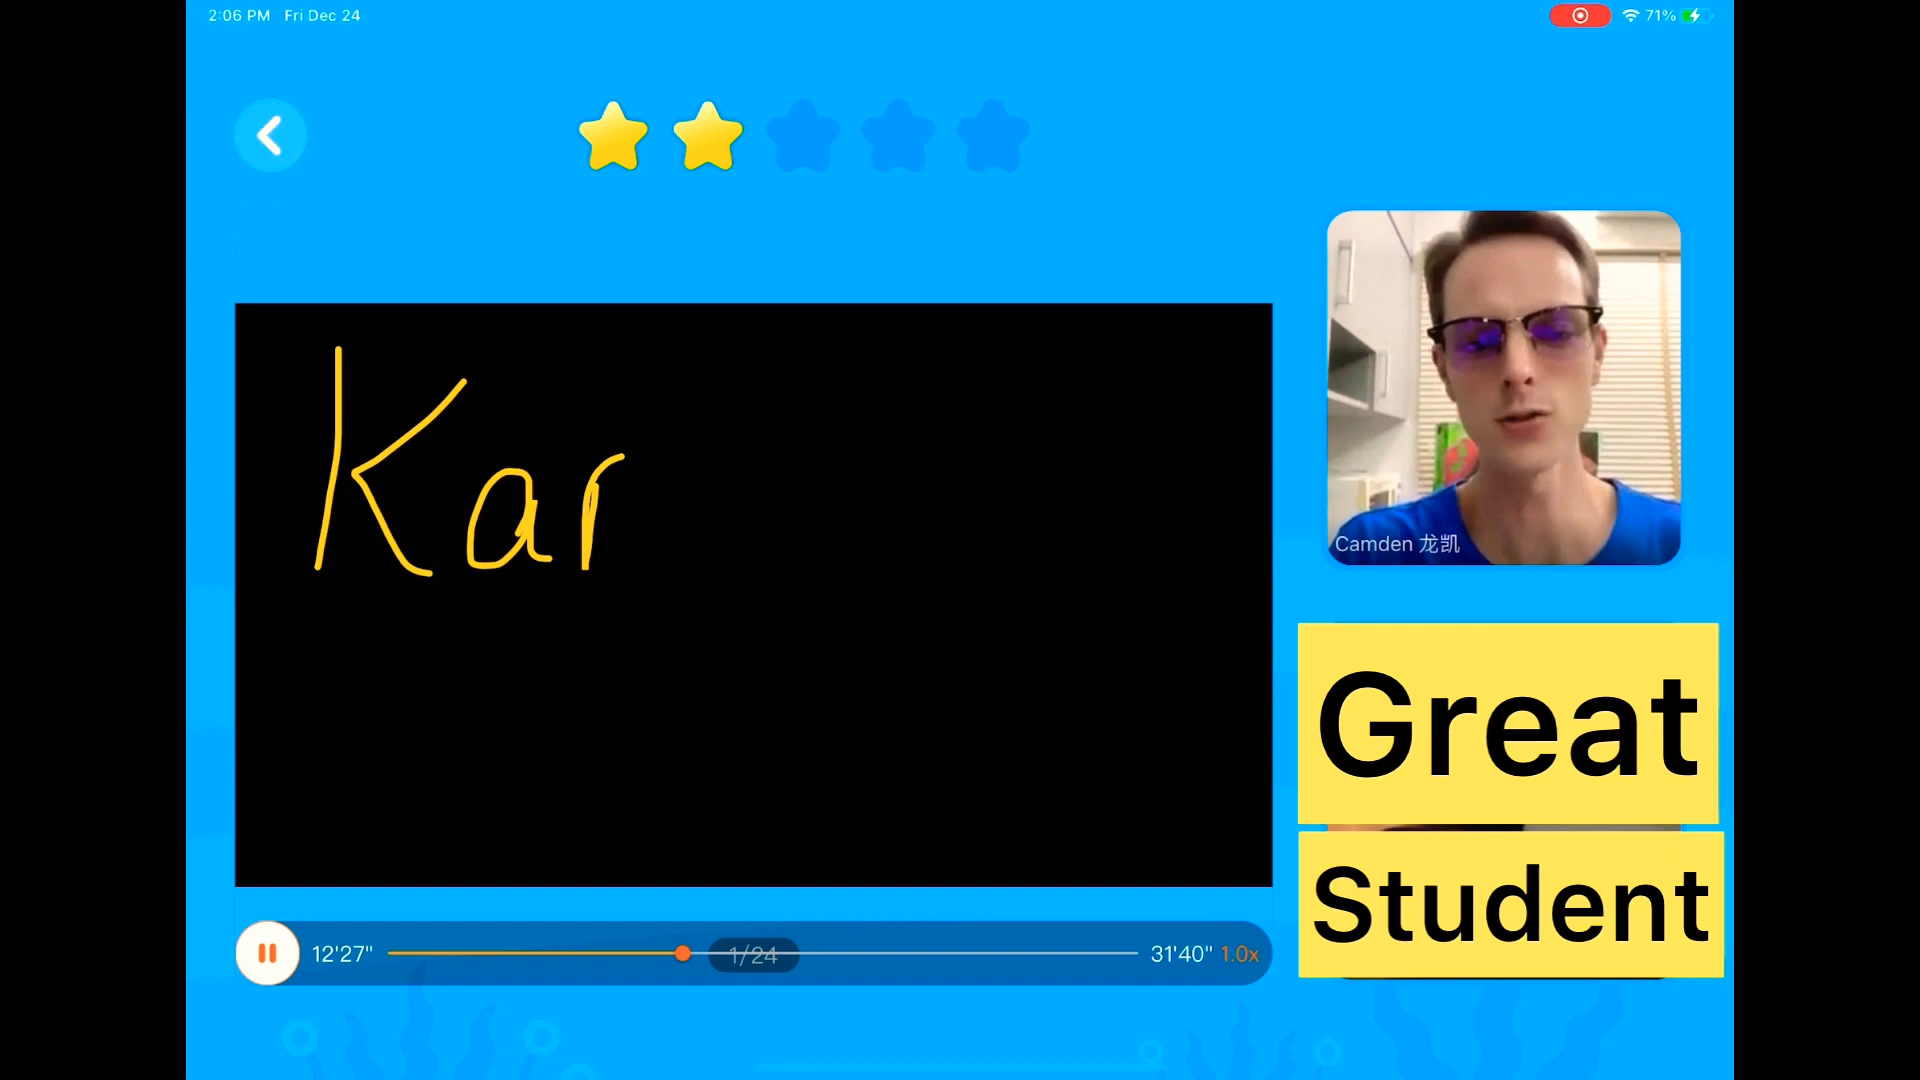 2:06 PM Fri Dec 24
71%
Kar
Camden 龙凯
Great
Student
12'27" 1/24 31'40" 1.0x